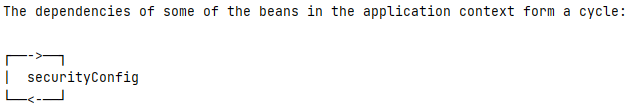 The dependencies of some of the beans in the application context form a cycle:
┌──->──┐
|  securityConfig
└──<-──┘